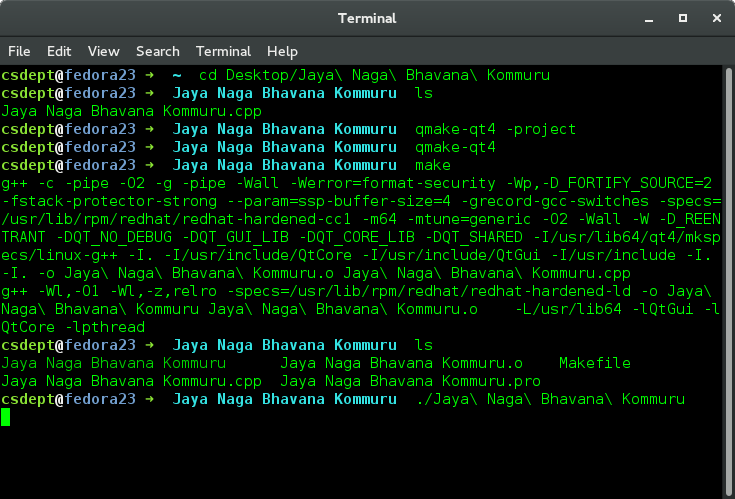 Terminal
File Edit View Search Terminal Help
csdept@fedora23 ➜  ~  cd Desktop/Jaya\ Naga\ Bhavana\ Kommuru
csdept@fedora23 ➜  Jaya Naga Bhavana Kommuru  ls
Jaya Naga Bhavana Kommuru.cpp
csdept@fedora23 ➜  Jaya Naga Bhavana Kommuru  qmake-qt4 -project
csdept@fedora23 ➜  Jaya Naga Bhavana Kommuru  qmake-qt4
csdept@fedora23 ➜  Jaya Naga Bhavana Kommuru  make
g++ -c -pipe -O2 -g -pipe -Wall -Werror=format-security -Wp,-D_FORTIFY_SOURCE=2
-fstack-protector-strong --param=ssp-buffer-size=4 -grecord-gcc-switches -specs=
/usr/lib/rpm/redhat/redhat-hardened-cc1 -m64 -mtune=generic -O2 -Wall -W -D_REEN
TRANT -DQT_NO_DEBUG -DQT_GUI_LIB -DQT_CORE_LIB -DQT_SHARED -I/usr/lib64/qt4/mksp
ecs/linux-g++ -I. -I/usr/include/QtCore -I/usr/include/QtGui -I/usr/include -I.
-I. -o Jaya\ Naga\ Bhavana\ Kommuru.o Jaya\ Naga\ Bhavana\ Kommuru.cpp
g++ -Wl,-O1 -Wl,-z,relro -specs=/usr/lib/rpm/redhat/redhat-hardened-ld -o Jaya\
Naga\ Bhavana\ Kommuru Jaya\ Naga\ Bhavana\ Kommuru.o    -L/usr/lib64 -lQtGui -l
QtCore -lpthread
csdept@fedora23 ➜  Jaya Naga Bhavana Kommuru  ls
Jaya Naga Bhavana Kommuru      Jaya Naga Bhavana Kommuru.o    Makefile
Jaya Naga Bhavana Kommuru.cpp  Jaya Naga Bhavana Kommuru.pro
csdept@fedora23 ➜  Jaya Naga Bhavana Kommuru  ./Jaya\ Naga\ Bhavana\ Kommuru